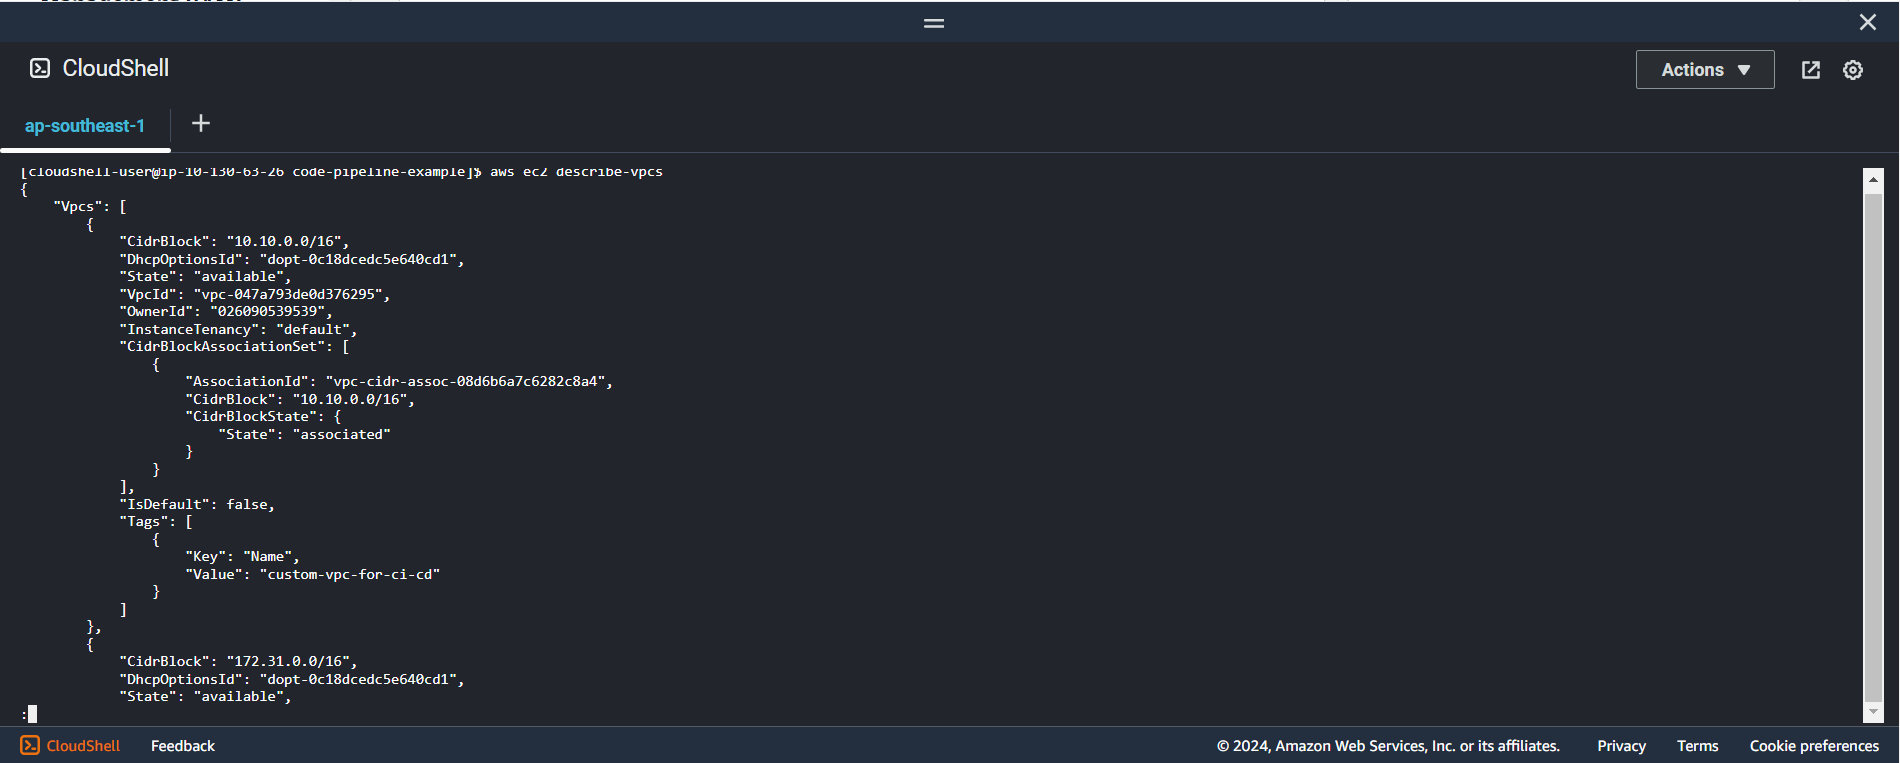 CloudShell
Actions
ap-southeast-1
[cloudshell-user@ip-10-130-63-26 code-pipeline-example]$ aws ec2 describe-vpcs
{
    "Vpcs": [
        {
            "CidrBlock": "10.10.0.0/16",
            "DhcpOptionsId": "dopt-0c18dcedc5e640cd1",
            "State": "available",
            "VpcId": "vpc-047a793de0d376295",
            "OwnerId": "026090539539",
            "InstanceTenancy": "default",
            "CidrBlockAssociationSet": [
                {
                    "AssociationId": "vpc-cidr-assoc-08d6b6a7c6282c8a4",
                    "CidrBlock": "10.10.0.0/16",
                    "CidrBlockState": {
                        "State": "associated"
                    }
                }
            ],
            "IsDefault": false,
            "Tags": [
                {
                    "Key": "Name",
                    "Value": "custom-vpc-for-ci-cd"
                }
            ]
        },
        {
            "CidrBlock": "172.31.0.0/16",
            "DhcpOptionsId": "dopt-0c18dcedc5e640cd1",
            "State": "available",
:
CloudShell Feedback © 2024, Amazon Web Services, Inc. or its affiliates. Privacy Terms Cookie preferences